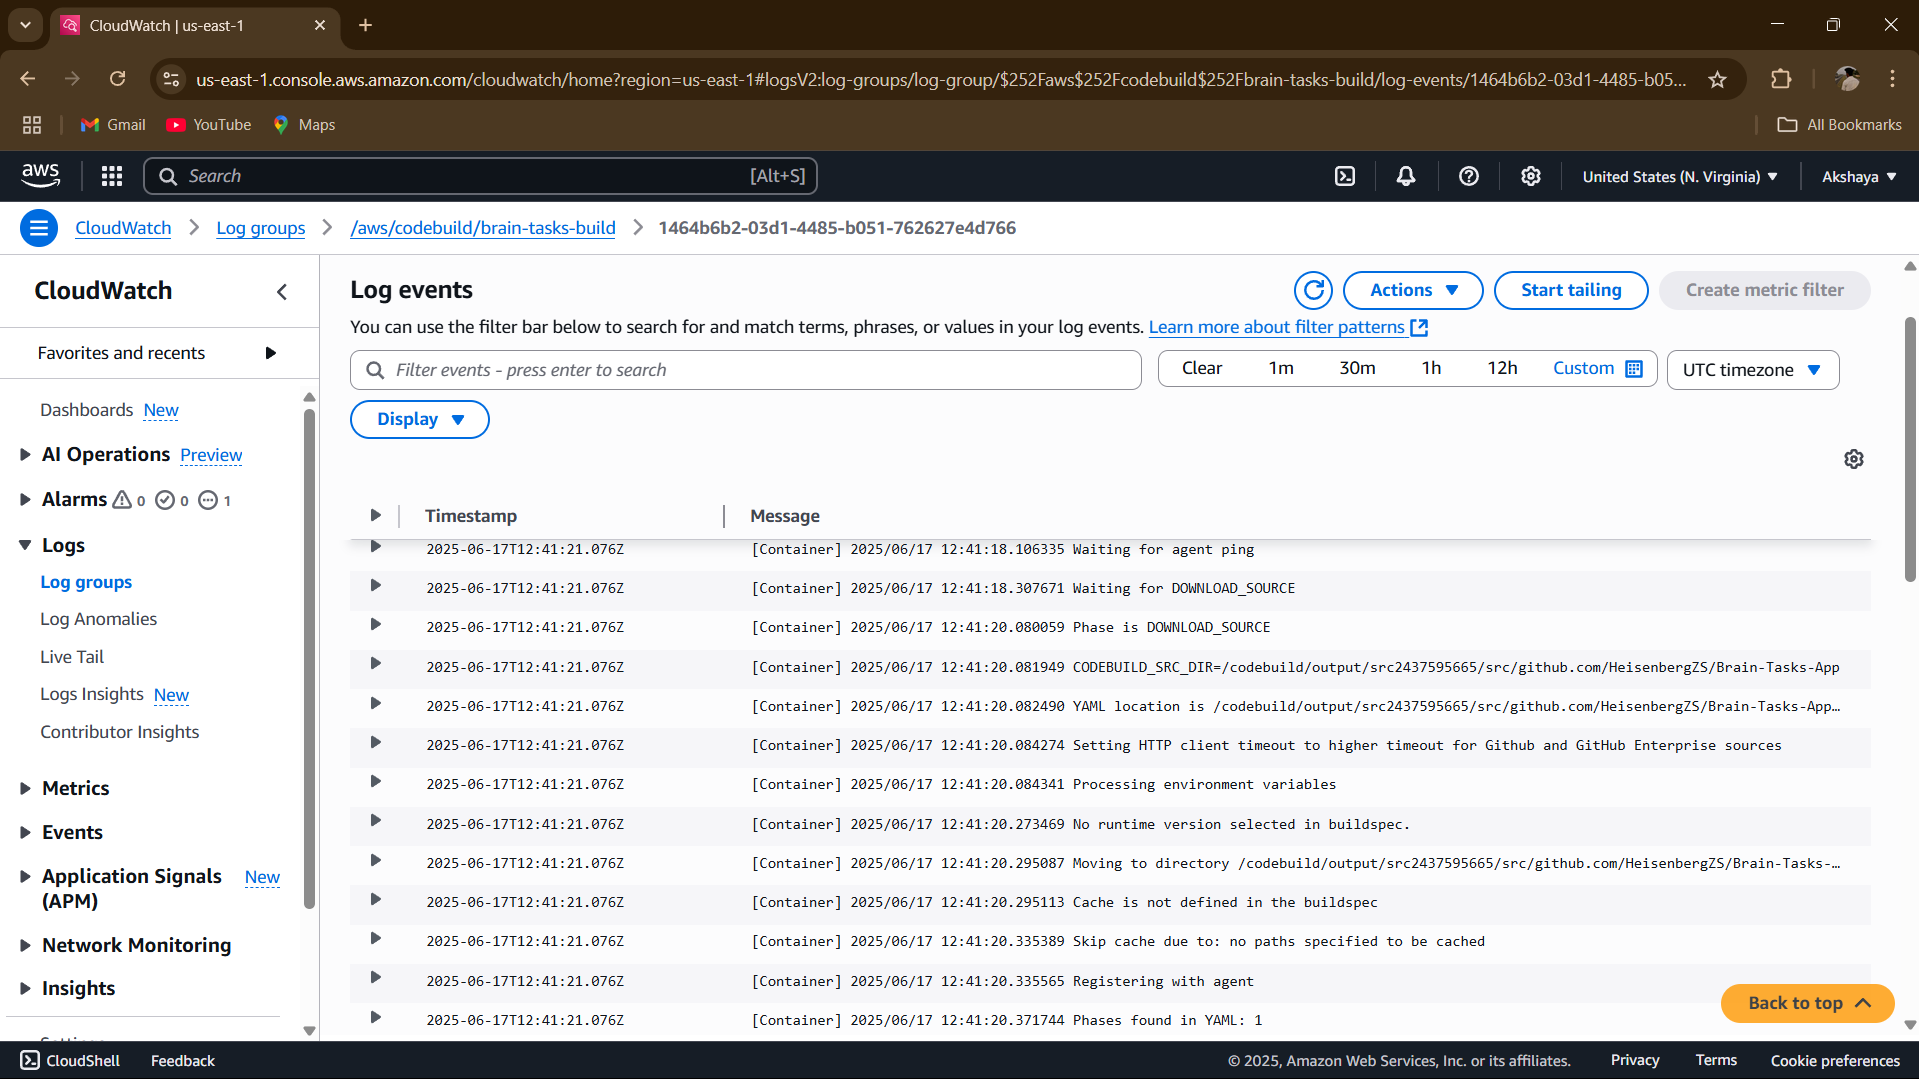 CloudWatch | us-east-1
us-east-1.console.aws.amazon.com/cloudwatch/home?region=us-east-1#logsV2:log-groups/log-group/$252Faws$252Fcodebuild$252Fbrain-tasks-build/log-events/1464b6b2-03d1-4485-b05...
Gmail YouTube Maps All Bookmarks
aws Search [Alt+S] United States (N. Virginia) Akshaya
CloudWatch Log groups /aws/codebuild/brain-tasks-build 1464b6b2-03d1-4485-b051-762627e4d766
CloudWatch
Favorites and recents
Dashboards New
AI Operations Preview
Alarms 0 0 1
Logs
Log groups
Log Anomalies
Live Tail
Logs Insights New
Contributor Insights
Metrics
Events
Application Signals (APM) New
Network Monitoring
Insights
Log events
Actions Start tailing Create metric filter
You can use the filter bar below to search for and match terms, phrases, or values in your log events. Learn more about filter patterns
Filter events - press enter to search Clear 1m 30m 1h 12h Custom UTC timezone
Display
Timestamp Message
2025-06-17T12:41:21.076Z [Container] 2025/06/17 12:41:18.106335 Waiting for agent ping
2025-06-17T12:41:21.076Z [Container] 2025/06/17 12:41:18.307671 Waiting for DOWNLOAD_SOURCE
2025-06-17T12:41:21.076Z [Container] 2025/06/17 12:41:20.080059 Phase is DOWNLOAD_SOURCE
2025-06-17T12:41:21.076Z [Container] 2025/06/17 12:41:20.081949 CODEBUILD_SRC_DIR=/codebuild/output/src2437595665/src/github.com/HeisenbergZS/Brain-Tasks-App
2025-06-17T12:41:21.076Z [Container] 2025/06/17 12:41:20.082490 YAML location is /codebuild/output/src2437595665/src/github.com/HeisenbergZS/Brain-Tasks-App…
2025-06-17T12:41:21.076Z [Container] 2025/06/17 12:41:20.084274 Setting HTTP client timeout to higher timeout for Github and GitHub Enterprise sources
2025-06-17T12:41:21.076Z [Container] 2025/06/17 12:41:20.084341 Processing environment variables
2025-06-17T12:41:21.076Z [Container] 2025/06/17 12:41:20.273469 No runtime version selected in buildspec.
2025-06-17T12:41:21.076Z [Container] 2025/06/17 12:41:20.295087 Moving to directory /codebuild/output/src2437595665/src/github.com/HeisenbergZS/Brain-Tasks-…
2025-06-17T12:41:21.076Z [Container] 2025/06/17 12:41:20.295113 Cache is not defined in the buildspec
2025-06-17T12:41:21.076Z [Container] 2025/06/17 12:41:20.335389 Skip cache due to: no paths specified to be cached
2025-06-17T12:41:21.076Z [Container] 2025/06/17 12:41:20.335565 Registering with agent
2025-06-17T12:41:21.076Z [Container] 2025/06/17 12:41:20.371744 Phases found in YAML: 1
Back to top
CloudShell Feedback © 2025, Amazon Web Services, Inc. or its affiliates. Privacy Terms Cookie preferences